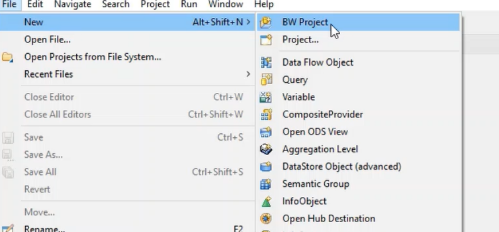 File Edit Navigate Search Project Run Window Help
New Alt+Shift+N
Open File...
Open Projects from File System...
Recent Files
Close Editor Ctrl+W
Close All Editors Ctrl+Shift+W
Save Ctrl+S
Save As...
Save All Ctrl+Shift+S
Revert
Move...
Rename... F2
BW Project
Project...
Data Flow Object
Query
Variable
CompositeProvider
Open ODS View
Aggregation Level
DataStore Object (advanced)
Semantic Group
InfoObject
Open Hub Destination